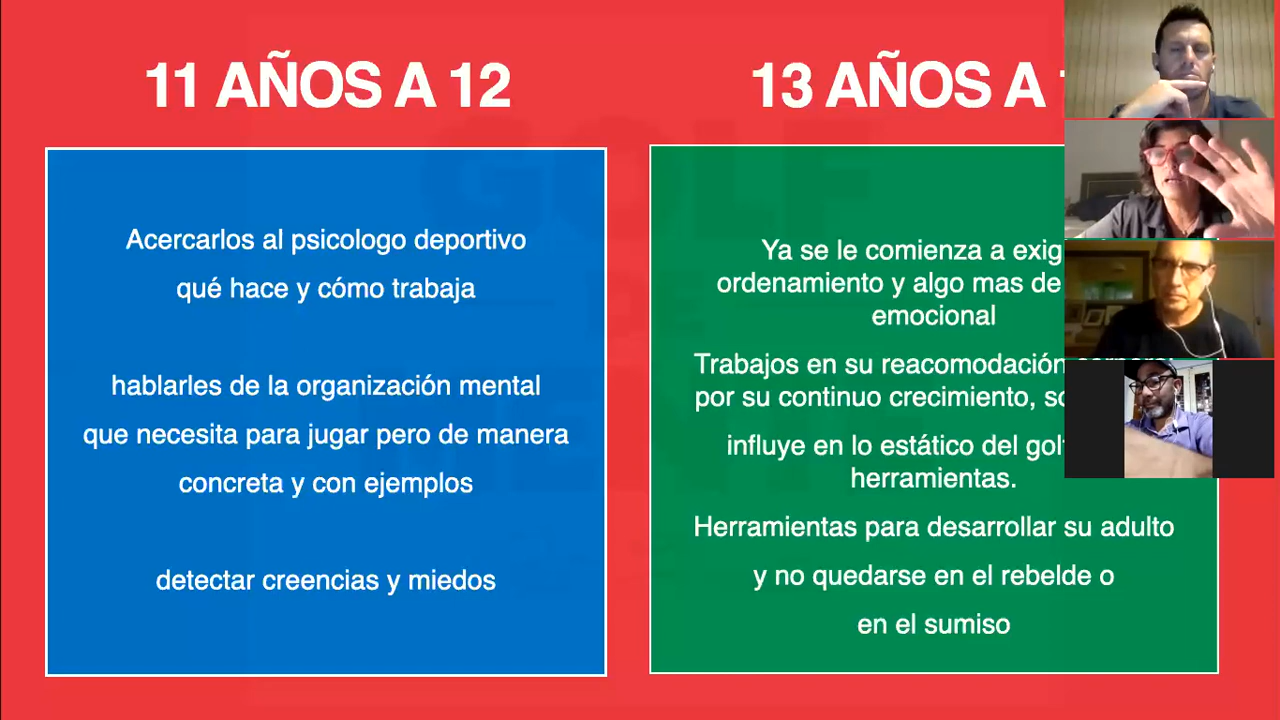 11 AÑOS A 12
Acercarlos al psicologo deportivo
qué hace y cómo trabaja
hablarles de la organización mental
que necesita para jugar pero de manera
concreta y con ejemplos
detectar creencias y miedos
13 AÑOS A
Ya se le comienza a
ordenamiento y algo mas de
emocional
Trabajos en su reacomodación
por su continuo crecimiento,
influye en lo estático del
herramientas.
Herramientas para desarrollar su adulto
y no quedarse en el rebelde o
en el sumiso